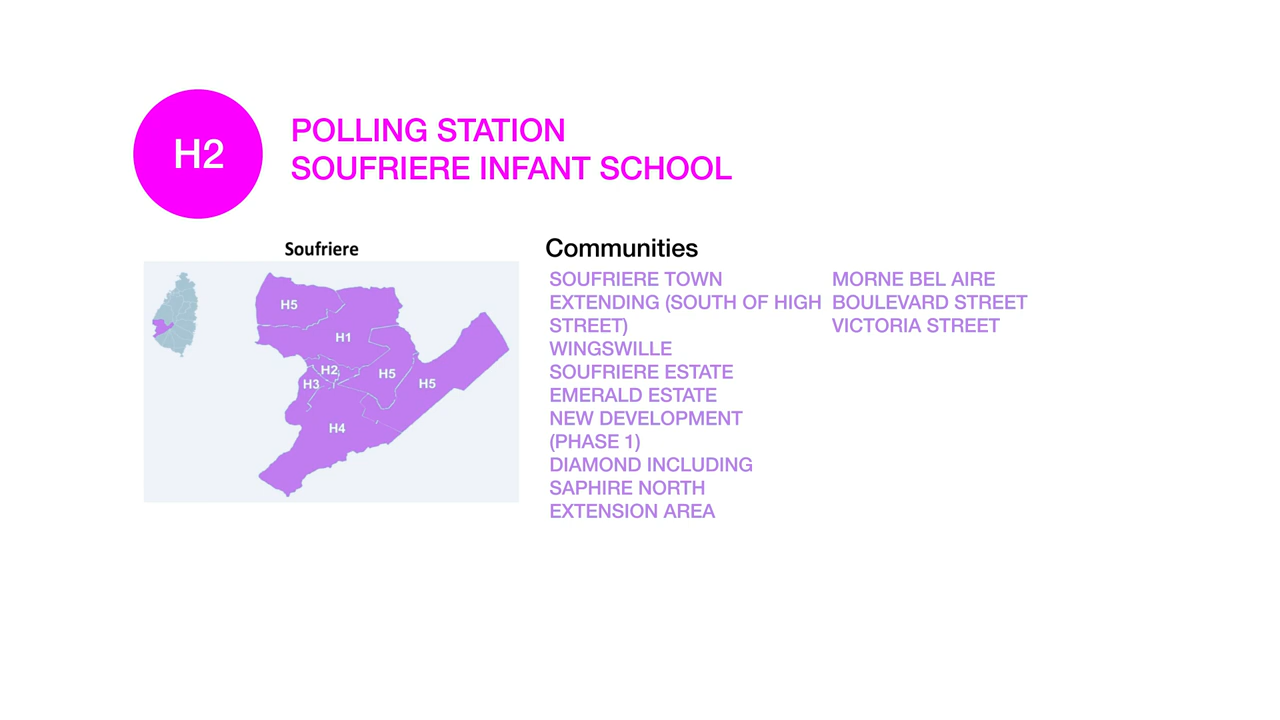 H2
POLLING STATION
SOUFRIERE INFANT SCHOOL
Soufriere
H5
H1
H2
H3
H5
H5
H4
Communities
SOUFRIERE TOWN
EXTENDING (SOUTH OF HIGH
STREET)
WINGSWILLE
SOUFRIERE ESTATE
EMERALD ESTATE
NEW DEVELOPMENT
(PHASE 1)
DIAMOND INCLUDING
SAPHIRE NORTH
EXTENSION AREA
MORNE BEL AIRE
BOULEVARD STREET
VICTORIA STREET